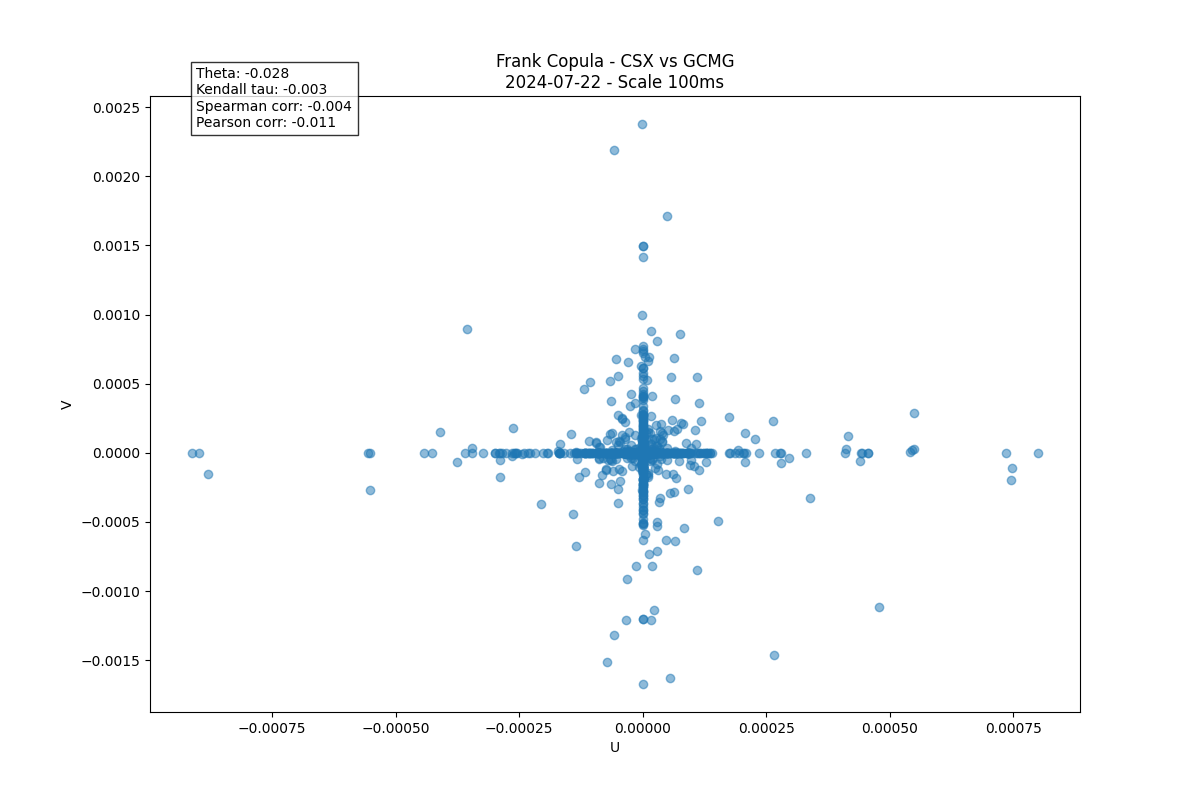 Frank Copula - CSX vs GCMG
2024-07-22 - Scale 100ms
Theta: -0.028
Kendall tau: -0.003
Spearman corr: -0.004
Pearson corr: -0.011
0.0025
0.0020
0.0015
0.0010
0.0005
0.0000
−0.0005
−0.0010
−0.0015
V
−0.00075 −0.00050 −0.00025 0.00000 0.00025 0.00050 0.00075
U